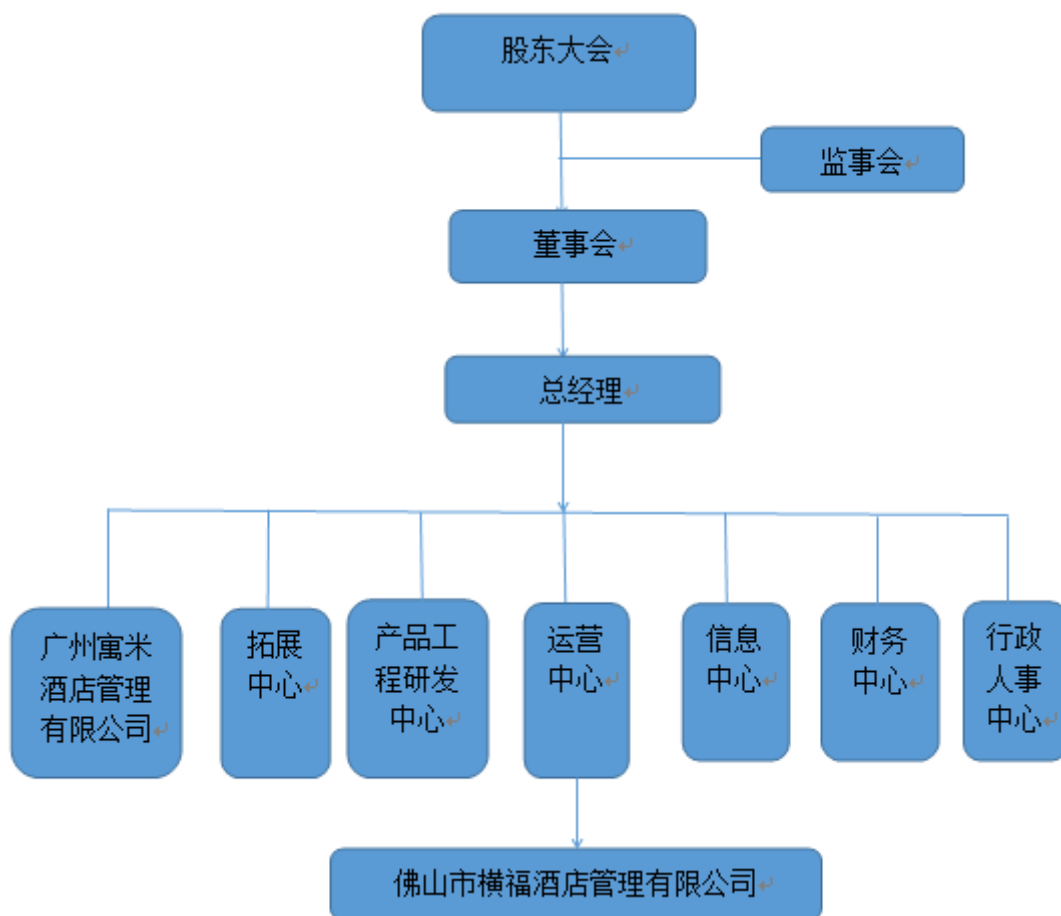 股东大会
监事会
董事会
总经理
广州寓米
酒店管理
有限公司
拓展
中心
产品工
程研发
中心
运营
中心
信息
中心
财务
中心
行政
人事
中心
佛山市横福酒店管理有限公司